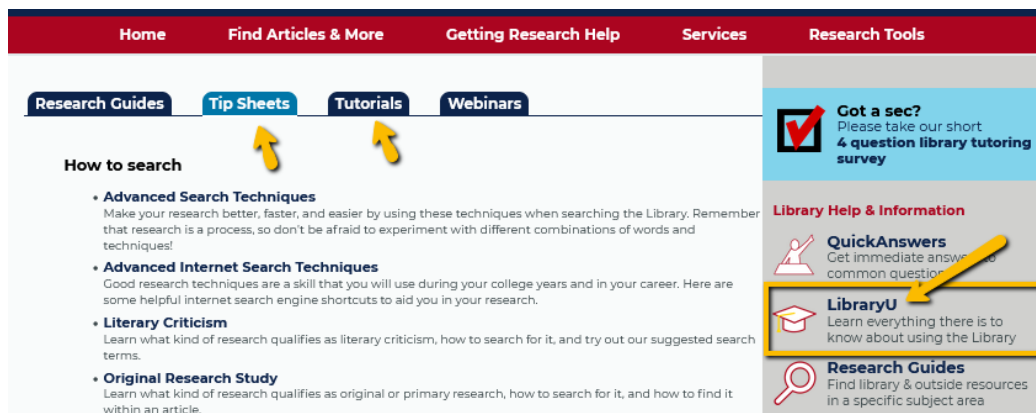 Home Find Articles & More Getting Research Help Services Research Tools
Research Guides Tip Sheets Tutorials Webinars
How to search
• Advanced Search Techniques
Make your research better, faster, and easier by using these techniques when searching the Library. Remember
that research is a process, so don't be afraid to experiment with different combinations of words and
techniques!
• Advanced Internet Search Techniques
Good research techniques are a skill that you will use during your college years and in your career. Here are
some helpful internet search engine shortcuts to aid you in your research.
• Literary Criticism
Learn what kind of research qualifies as literary criticism, how to search for it, and try out our suggested search
terms.
• Original Research Study
Learn what kind of research qualifies as original or primary research, how to search for it, and how to find it
within an article.
Got a sec?
Please take our short
4 question library tutoring
survey
Library Help & Information
QuickAnswers
Get immediate to
common
LibraryU
Learn everything there is to
know about using the Library
Research Guides
Find library & outside resources
in a specific subject area